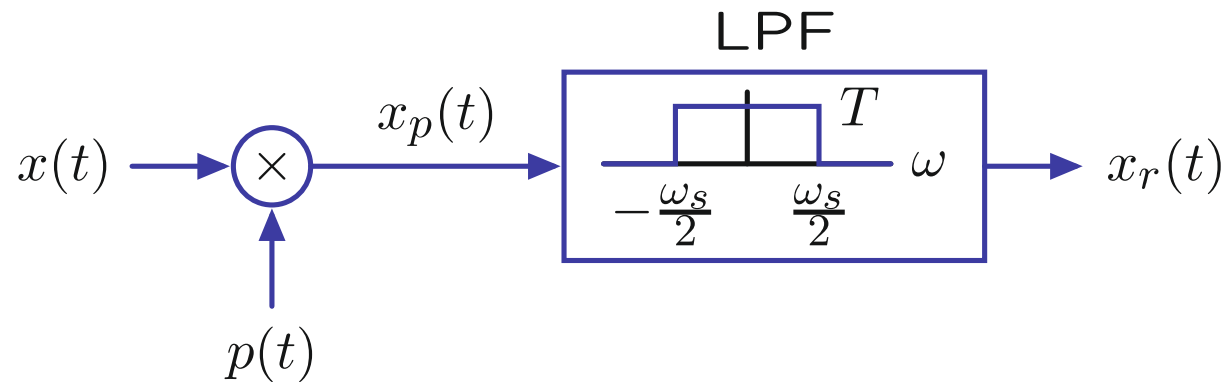 LPF
x_p(t)
T
x(t)
×
ω
x_r(t)
−ω_s/2
ω_s/2
p(t)